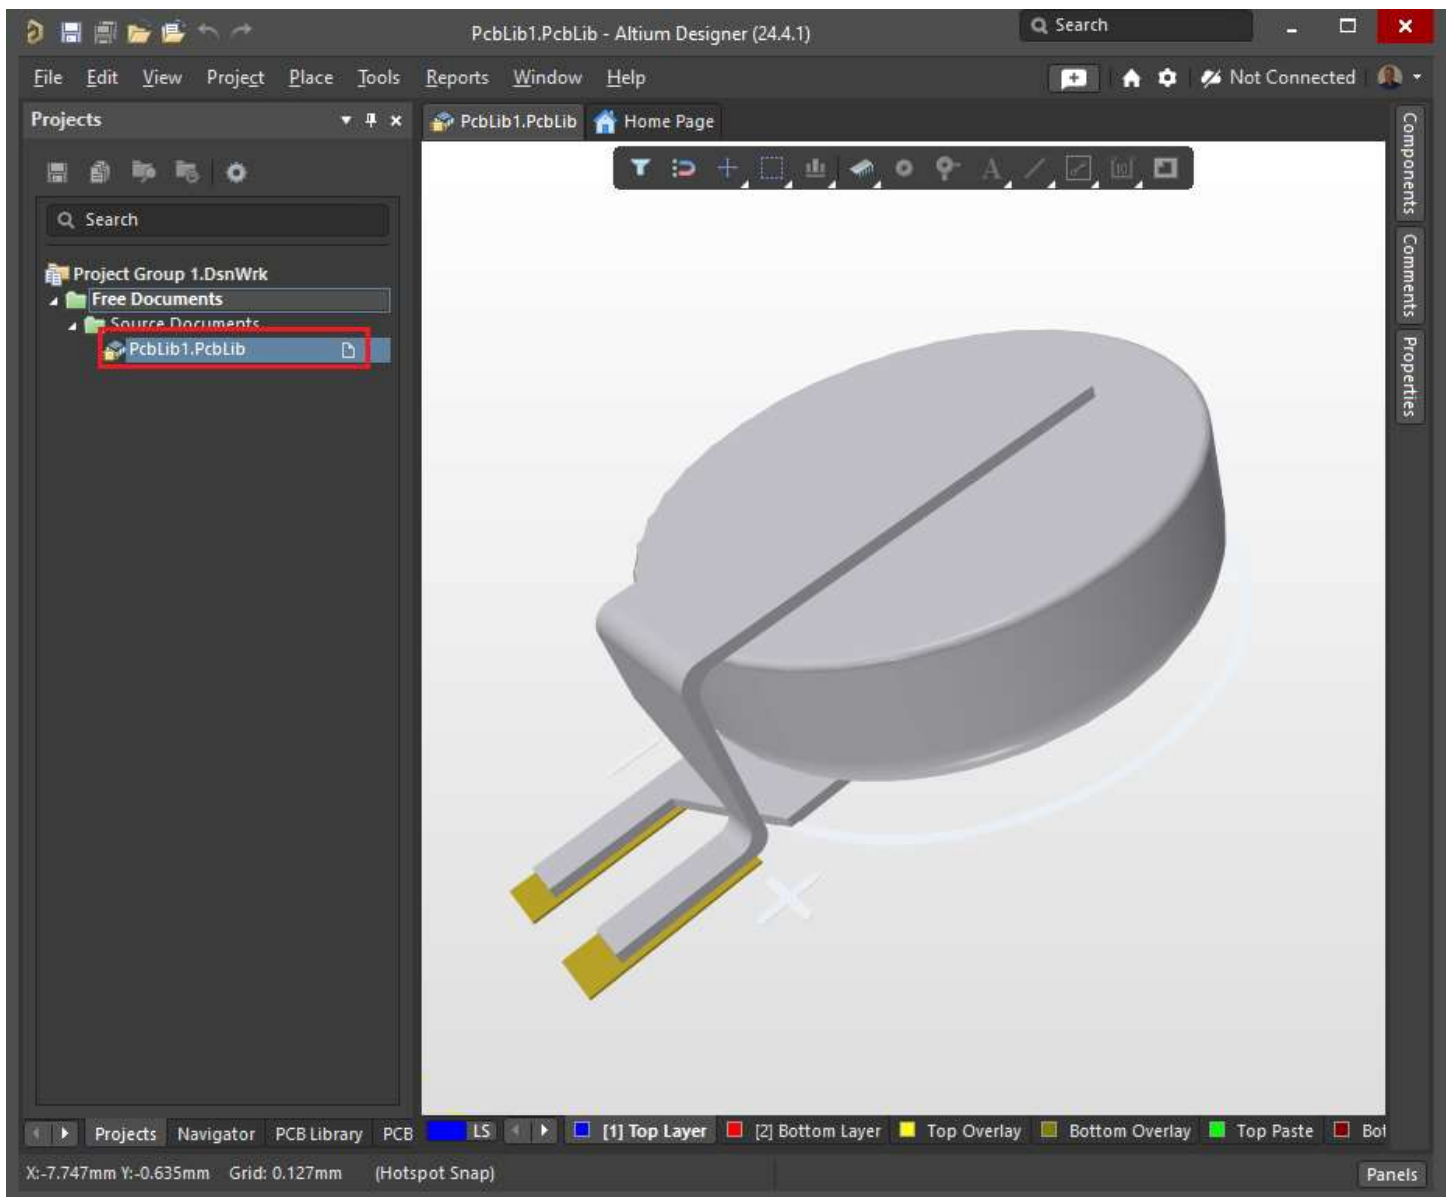 PcbLib1.PcbLib - Altium Designer (24.4.1)
Search
File Edit View Project Place Tools Reports Window Help
Not Connected
Projects
PcbLib1.PcbLib
Home Page
Search
Project Group 1.DsnWrk
Free Documents
Source Documents
PcbLib1.PcbLib
Components
Comments
Properties
Projects Navigator PCB Library PCB
LS [1] Top Layer [2] Bottom Layer Top Overlay Bottom Overlay Top Paste Bot
X:-7.747mm Y:-0.635mm Grid: 0.127mm (Hotspot Snap)
Panels